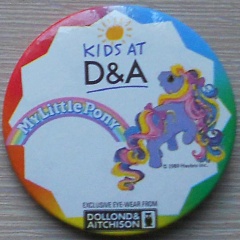 KIDS AT
D&A
My Little Pony
© 1989 Hasbro Inc.
EXCLUSIVE EYE-WEAR FROM
DOLLOND&
AITCHISON